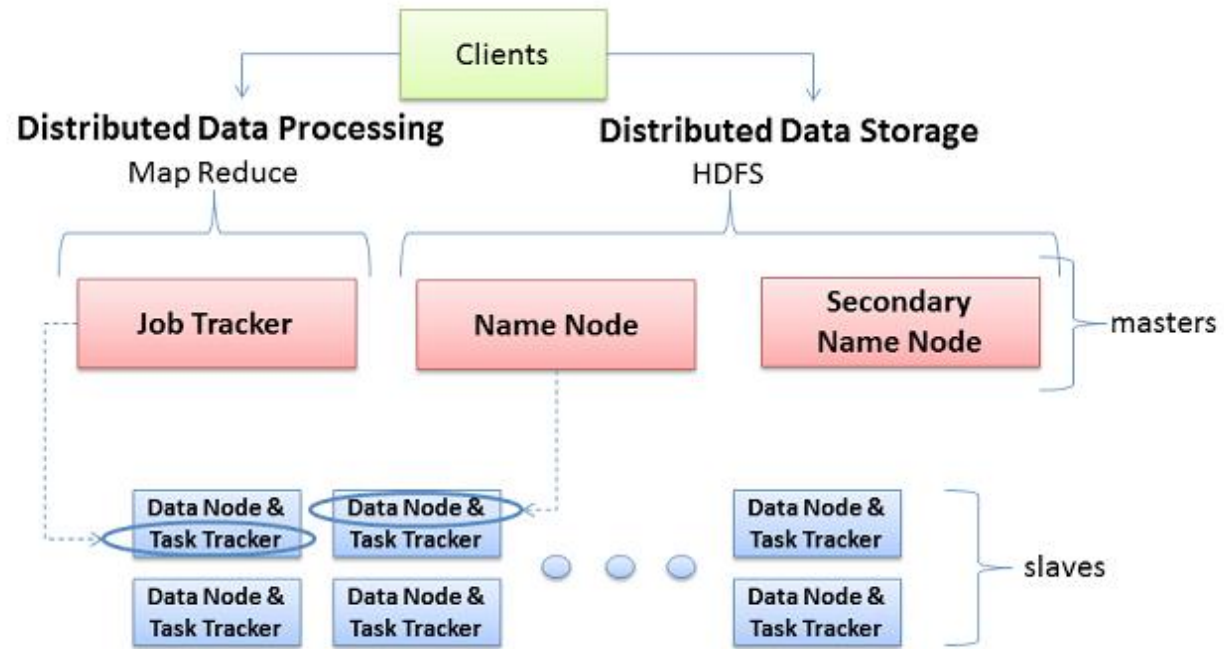 Clients
Distributed Data Processing
Map Reduce
Distributed Data Storage
HDFS
Job Tracker
Name Node
Secondary
Name Node
masters
Data Node &
Task Tracker
Data Node &
Task Tracker
Data Node &
Task Tracker
Data Node &
Task Tracker
Data Node &
Task Tracker
Data Node &
Task Tracker
slaves